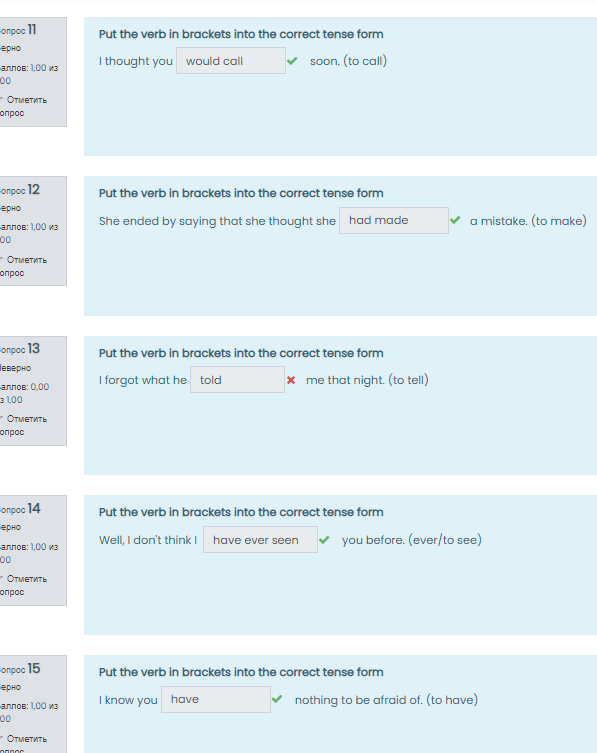 опрос 11
ерно
аллов: 1,00 из
00
Отметить
опрос
Put the verb in brackets into the correct tense form
I thought you would call soon. (to call)
опрос 12
ерно
аллов: 1,00 из
00
Отметить
опрос
Put the verb in brackets into the correct tense form
She ended by saying that she thought she had made a mistake. (to make)
опрос 13
еверно
аллов: 0,00
з 1,00
Отметить
опрос
Put the verb in brackets into the correct tense form
I forgot what he told me that night. (to tell)
опрос 14
ерно
аллов: 1,00 из
00
Отметить
опрос
Put the verb in brackets into the correct tense form
Well, I don't think I have ever seen you before. (ever/to see)
опрос 15
ерно
аллов: 1,00 из
00
Отметить
опрос
Put the verb in brackets into the correct tense form
I know you have nothing to be afraid of. (to have)